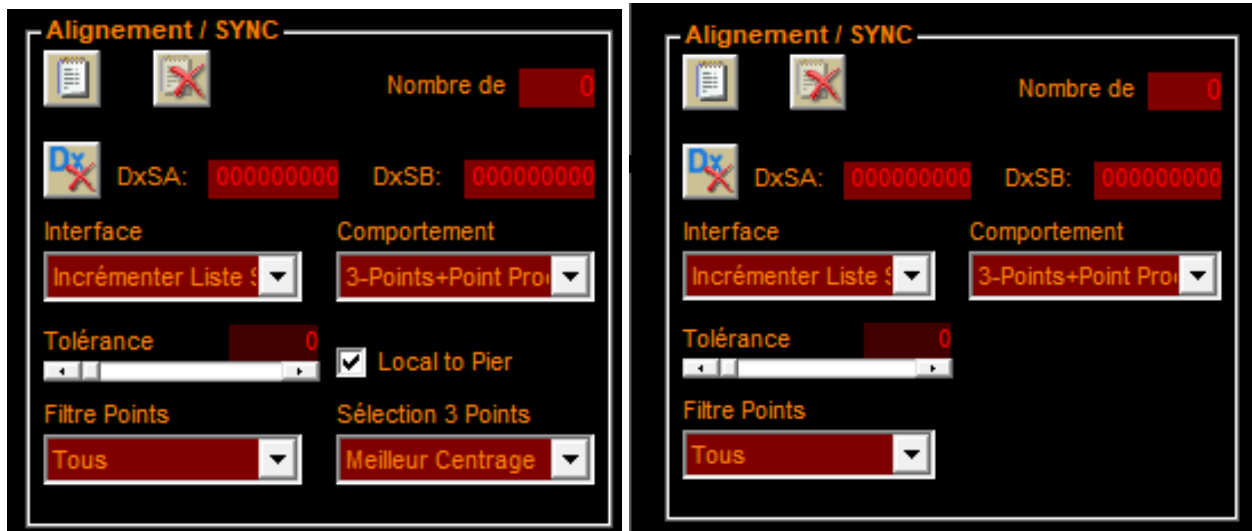 Alignement / SYNC
Nombre de 0
Dx DxSA: 000000000 DxSB: 000000000
Interface Comportement
Incrémenter Liste 3-Points+Point
Tolérance 0
Local to Pier
Filtre Points Sélection 3 Points
Tous Meilleur Centrage
Alignement / SYNC
Nombre de 0
Dx DxSA: 000000000 DxSB: 000000000
Interface Comportement
Incrémenter Liste 3-Points+Point
Tolérance 0
Filtre Points
Tous